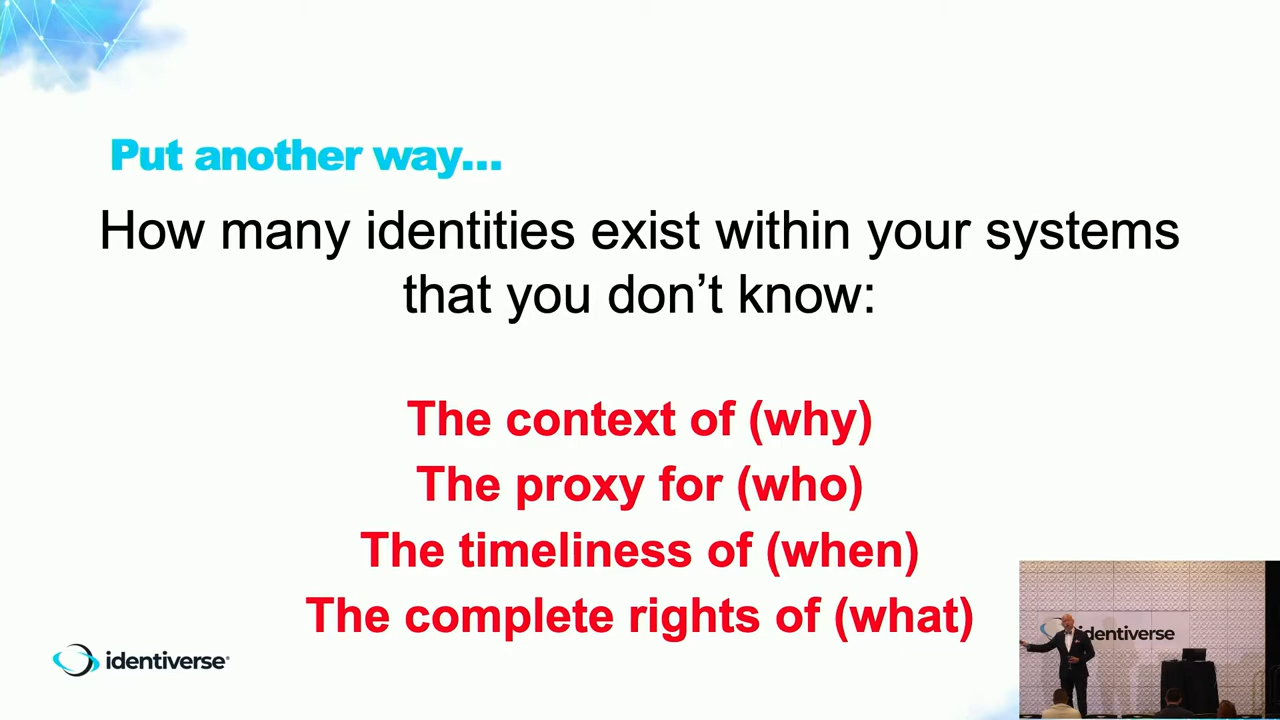 Put another way...
How many identities exist within your systems
that you don’t know:
The context of (why)
The proxy for (who)
The timeliness of (when)
The complete rights of (what)
identiverse®
identiverse